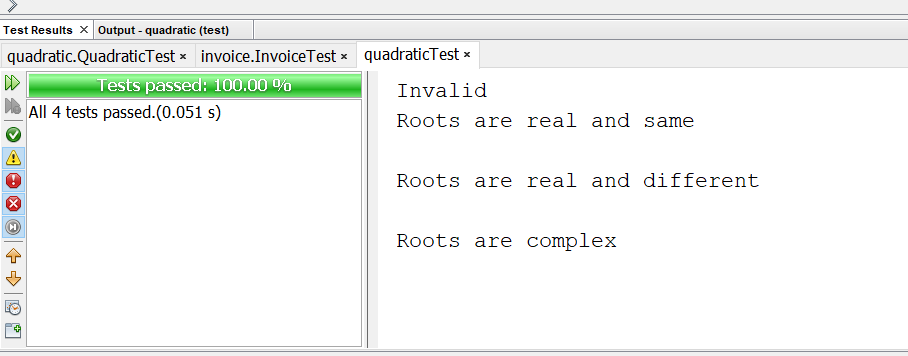 Test Results × Output - quadratic (test)
quadratic.QuadraticTest × invoice.InvoiceTest × quadraticTest ×
Tests passed: 100.00 %
All 4 tests passed.(0.051 s)
Invalid
Roots are real and same
Roots are real and different
Roots are complex